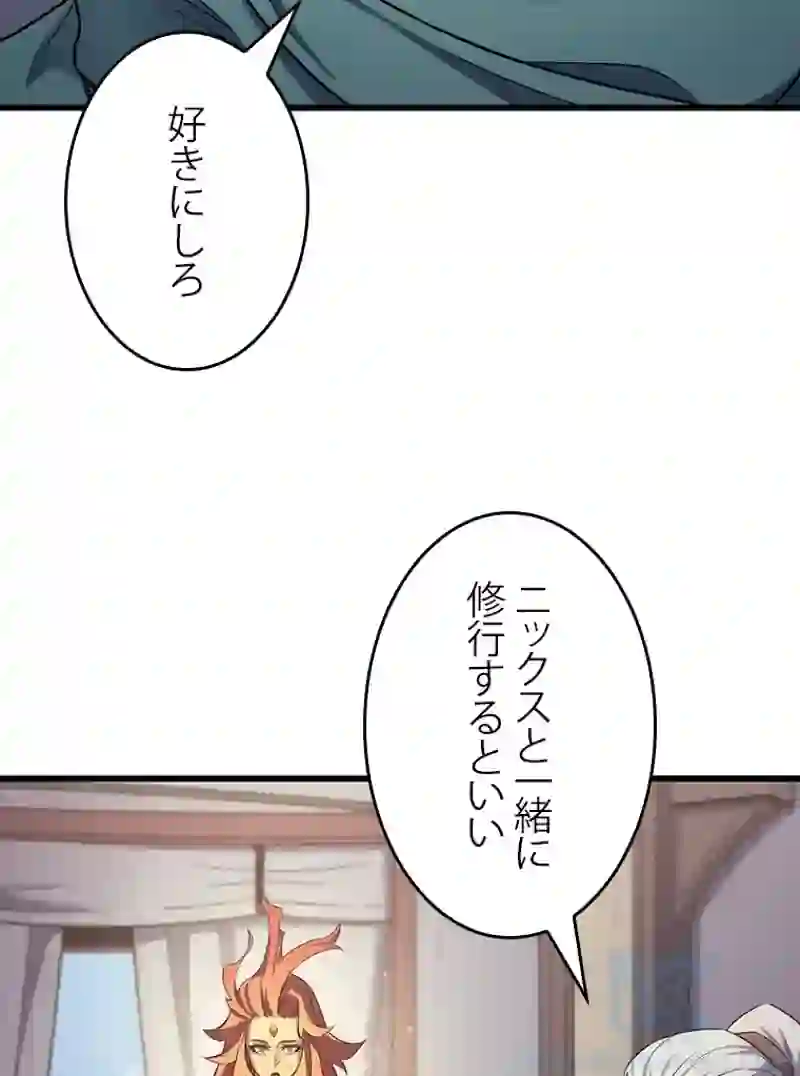 好きにしろ
ニックスと一緒に
修行するといい